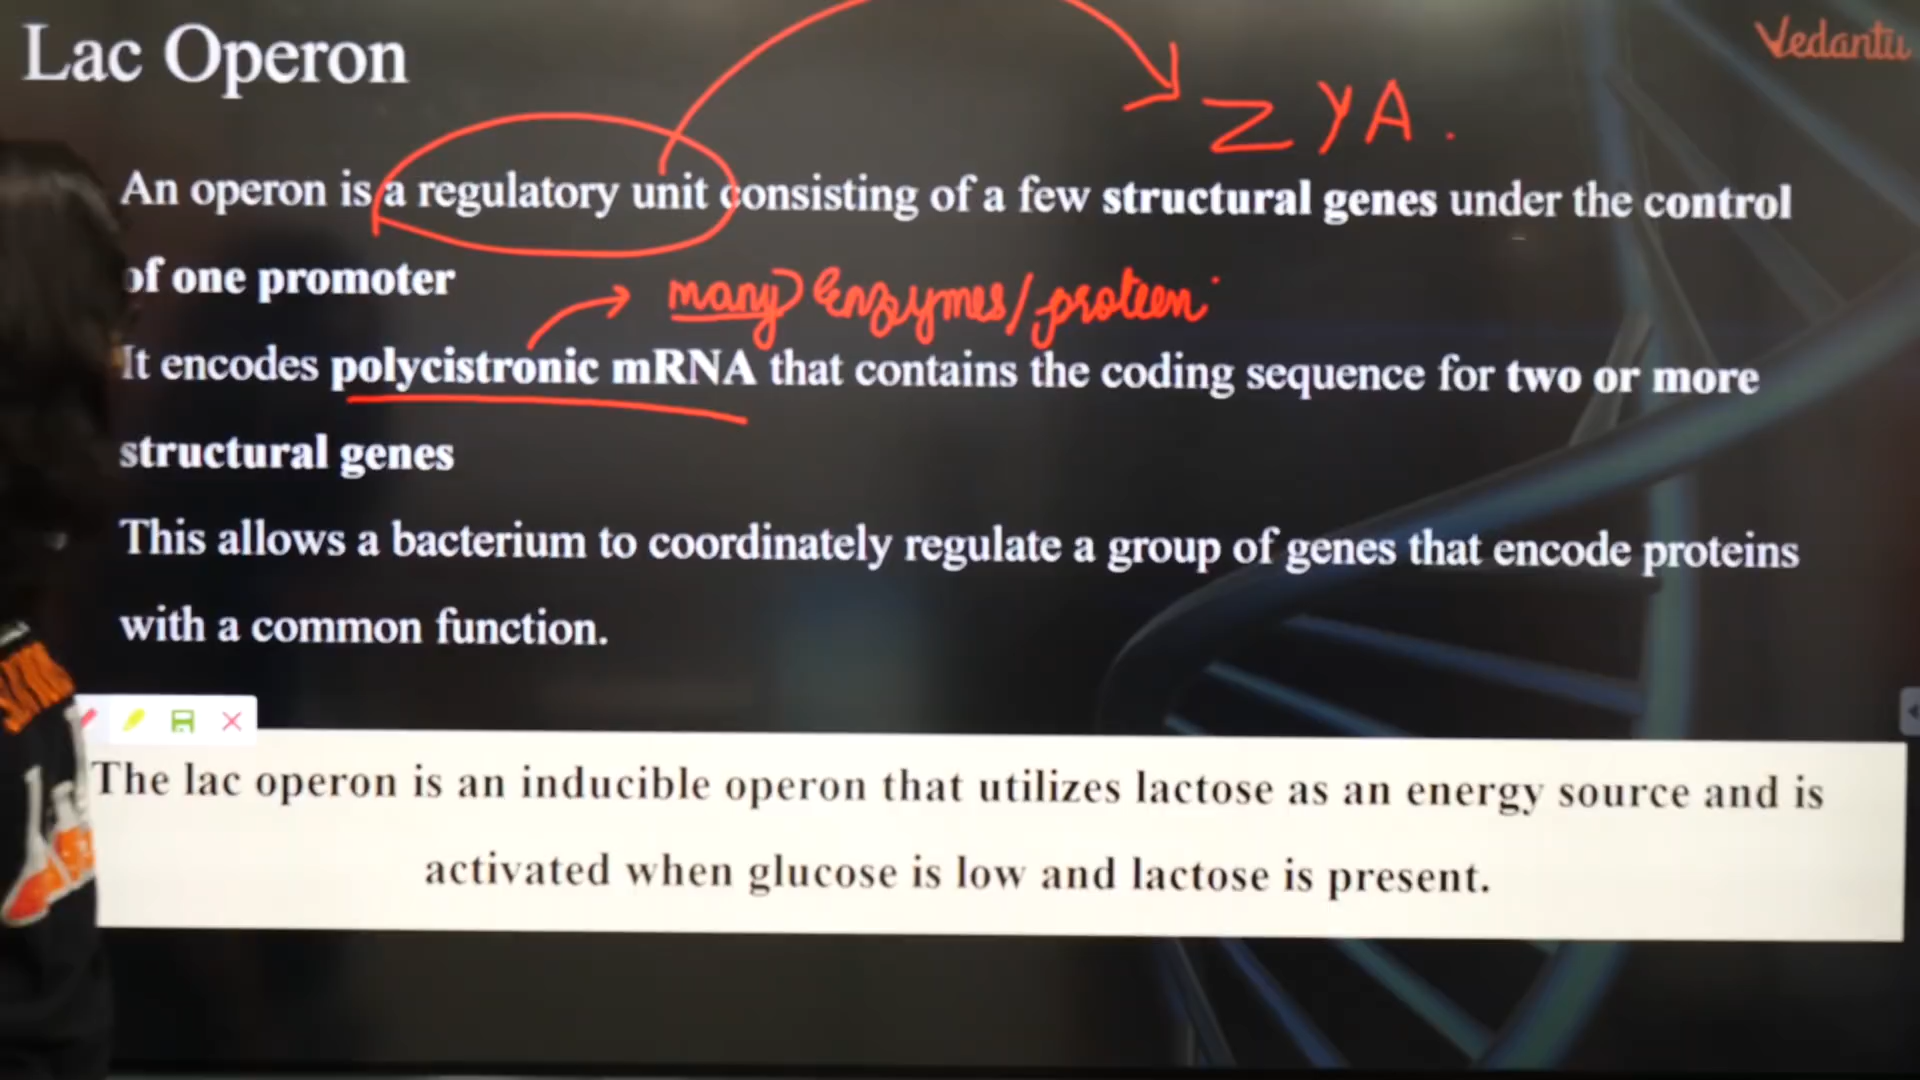 Lac Operon
Vedantu
Z Y A .
An operon is a regulatory unit consisting of a few structural genes under the control
of one promoter
many enzymes/protein
It encodes polycistronic mRNA that contains the coding sequence for two or more
structural genes
This allows a bacterium to coordinately regulate a group of genes that encode proteins
with a common function.
The lac operon is an inducible operon that utilizes lactose as an energy source and is
activated when glucose is low and lactose is present.